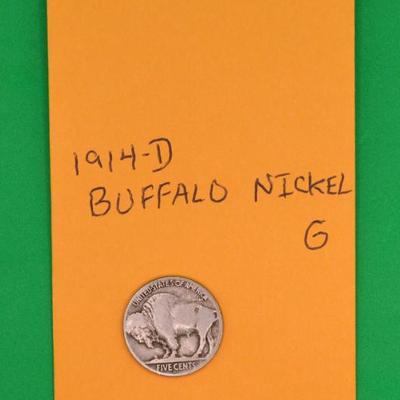 1914-D
BUFFALO NICKEL
G
UNITED STATES OF AMERICA
FIVE CENTS